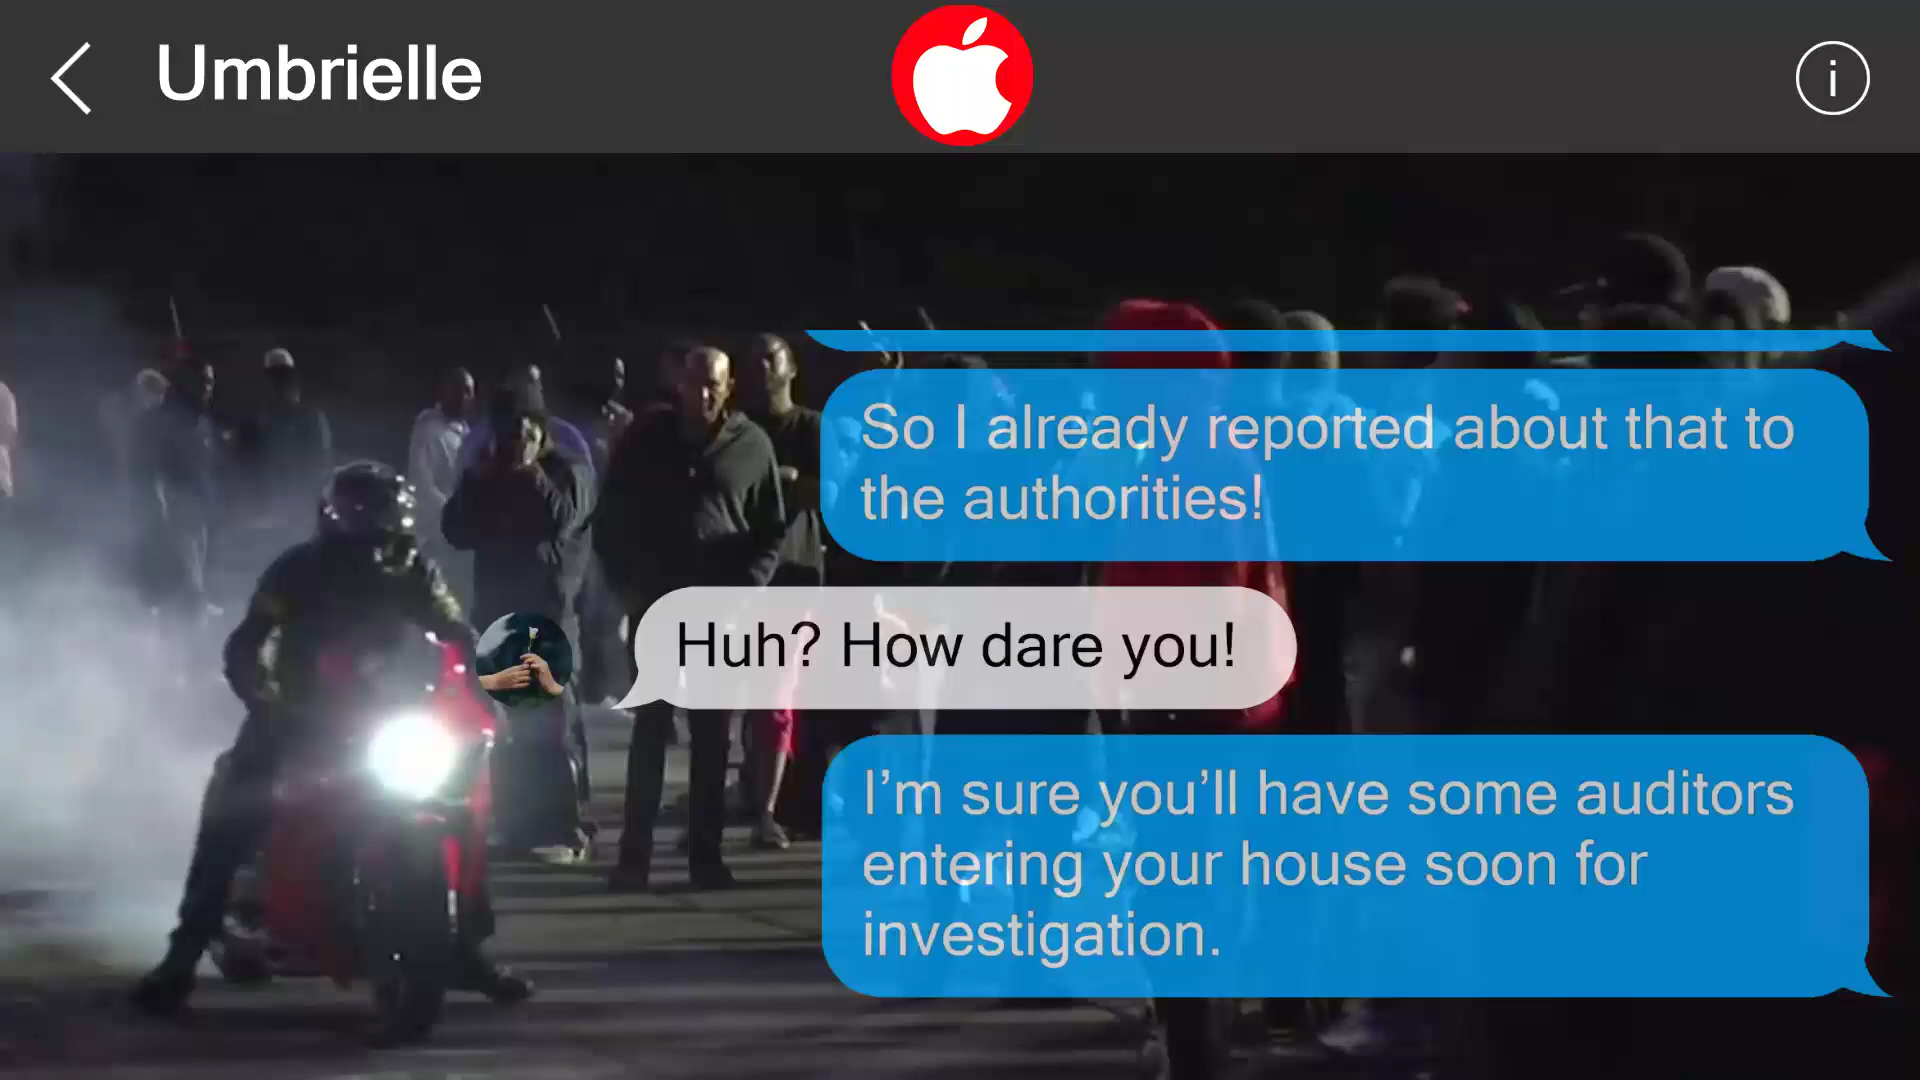 Umbrielle
i
So I already reported about that to
the authorities!
Huh? How dare you!
I’m sure you’ll have some auditors
entering your house soon for
investigation.